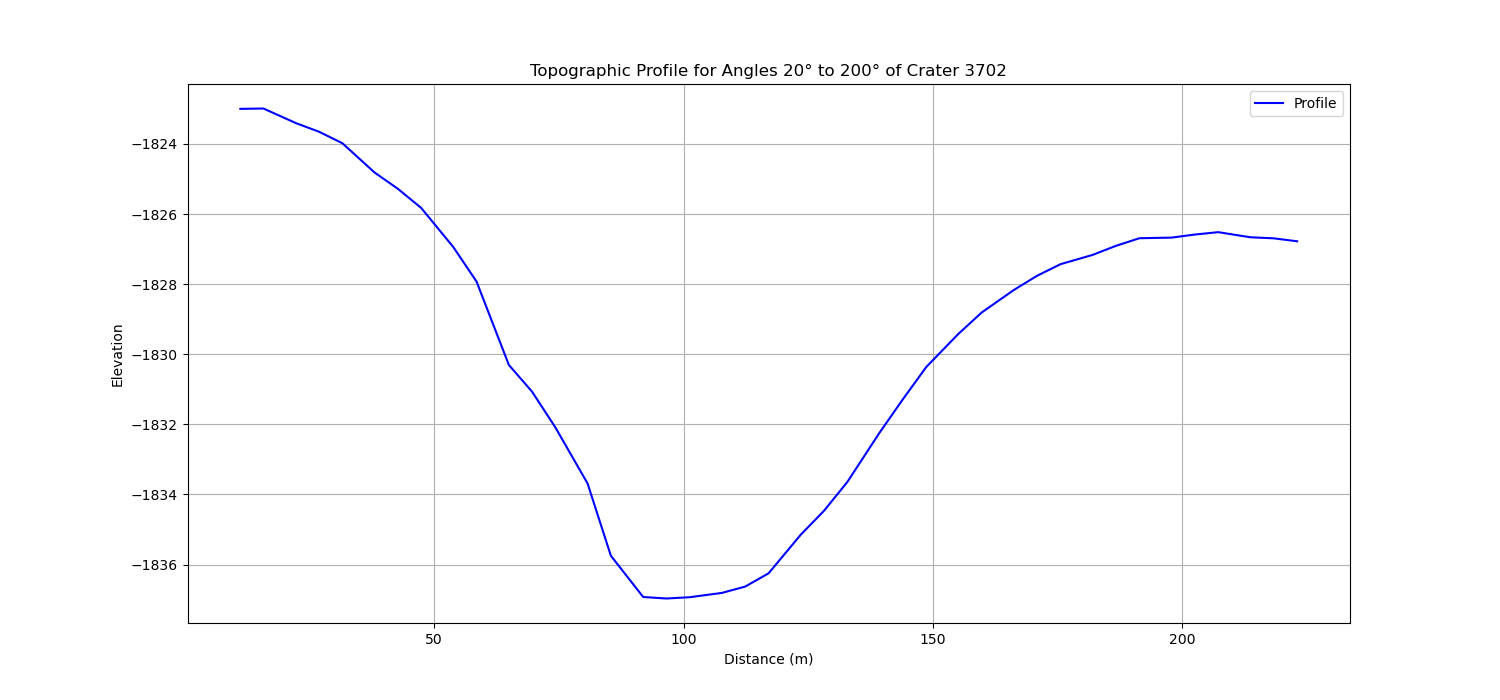 Topographic Profile for Angles 20° to 200° of Crater 3702
Profile
−1824
−1826
−1828
−1830
−1832
−1834
−1836
Elevation
50 100 150 200
Distance (m)